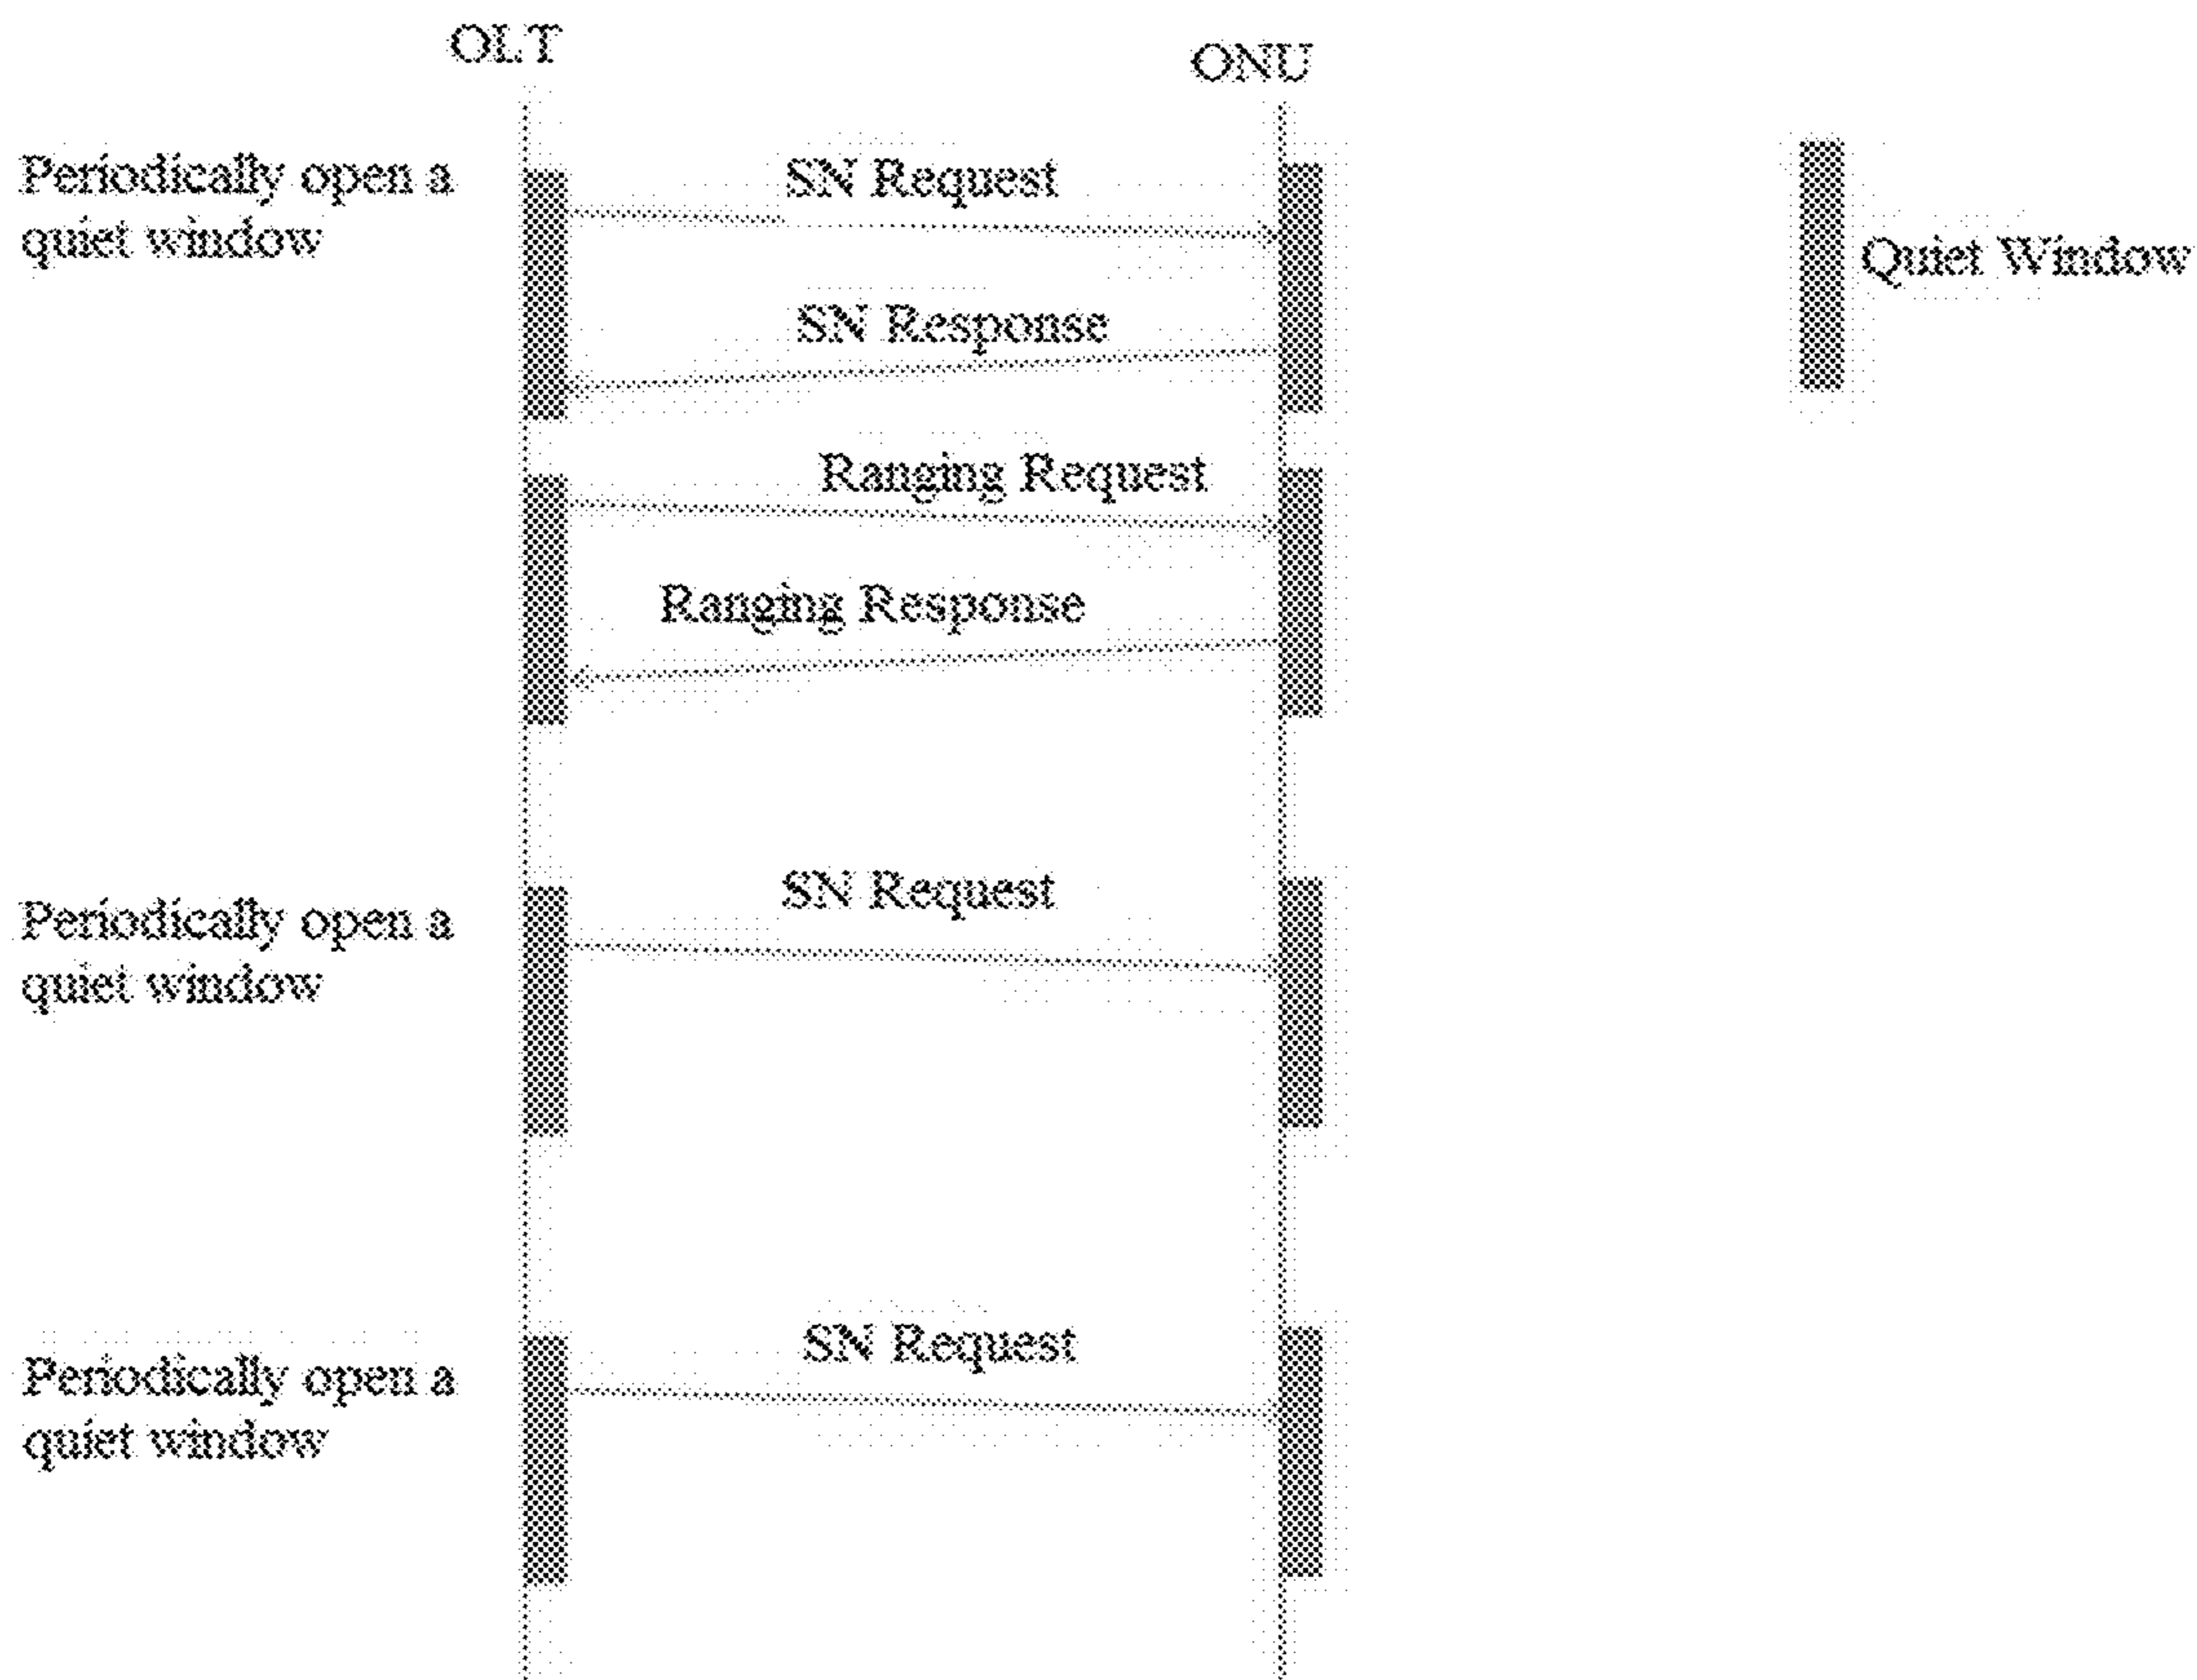 OLT
ONU
Periodically open a
quiet window
SN Request
Quiet Window
SN Response
Ranging Request
Ranging Response
Periodically open a
quiet window
SN Request
Periodically open a
quiet window
SN Request